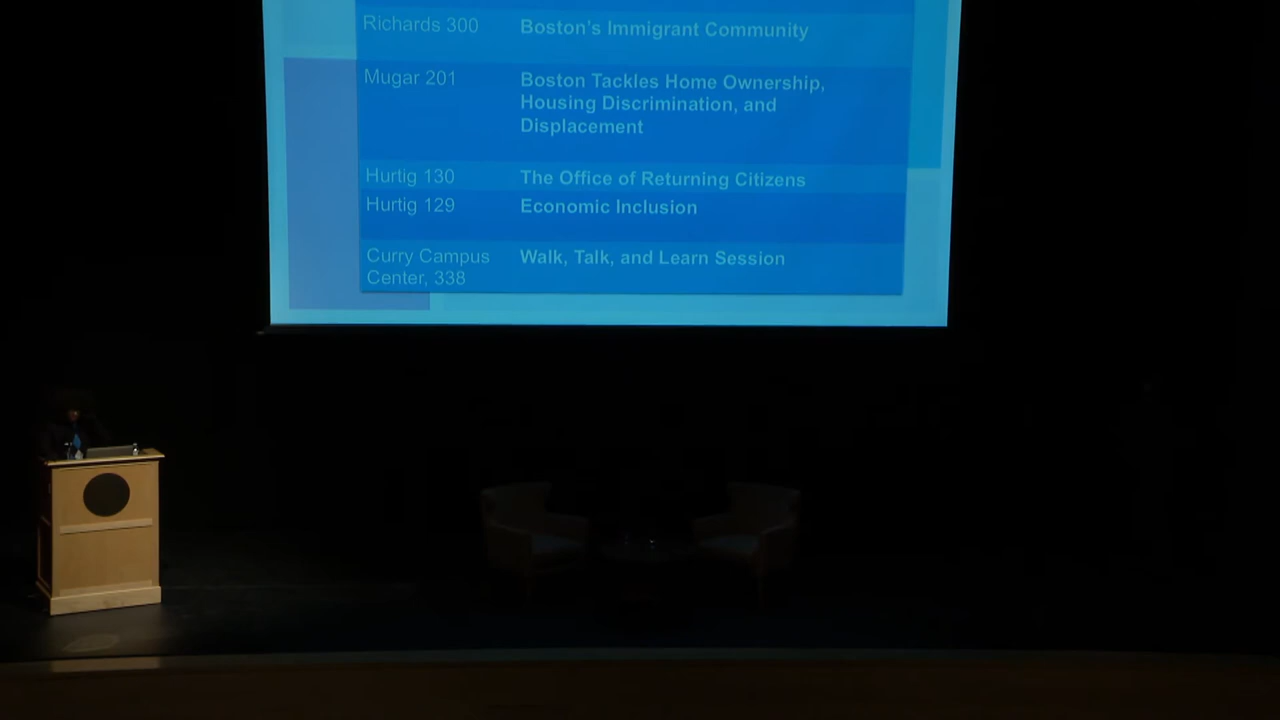 Richards 300
Boston's Immigrant Community
Mugar 201
Boston Tackles Home Ownership,
Housing Discrimination, and
Displacement
Hurtig 130
The Office of Returning Citizens
Hurtig 129
Economic Inclusion
Curry Campus
Center, 338
Walk, Talk, and Learn Session